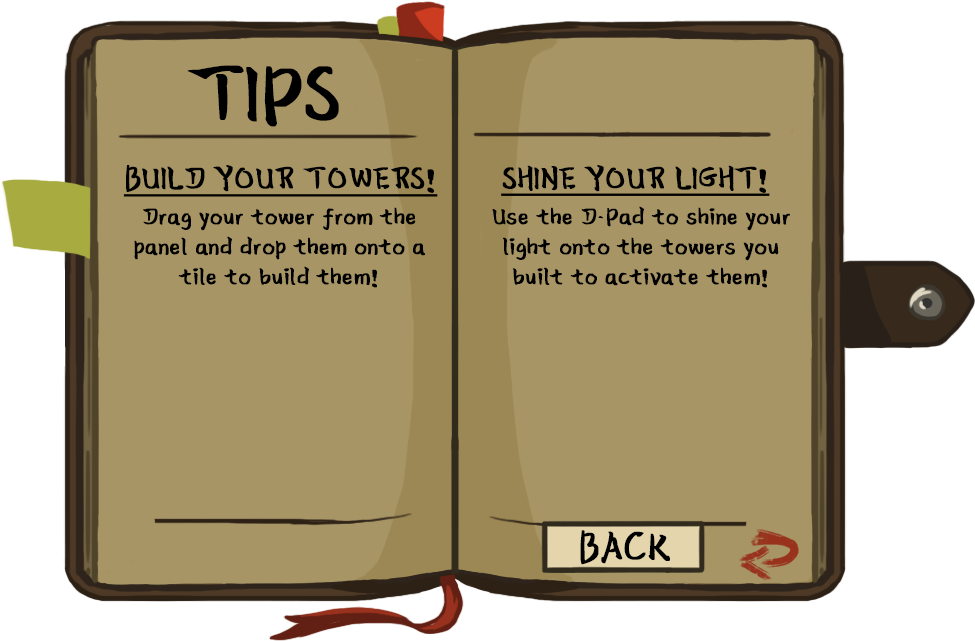 TIPS
BUILD YOUR TOWERS!
Drag your tower from the
panel and drop them onto a
tile to build them!
SHINE YOUR LIGHT!
Use the D-Pad to shine your
light onto the towers you
built to activate them!
BACK